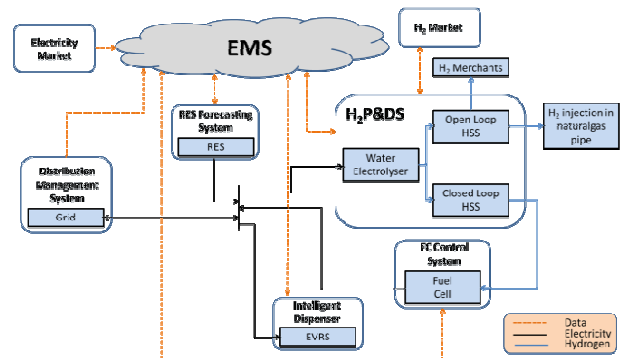 Electricity
Market
EMS
H₂ Market
H₂ Merchants
RES Forecasting
System
RES
H₂P&DS
Open Loop
HSS
H₂ injection in
naturalgas
pipe
Water
Electrolyser
Closed Loop
HSS
Distribution
Management
System
Grid
FC Control
System
Fuel
Cell
Intelligent
Dispenser
EVRS
Data
Electricity
Hydrogen